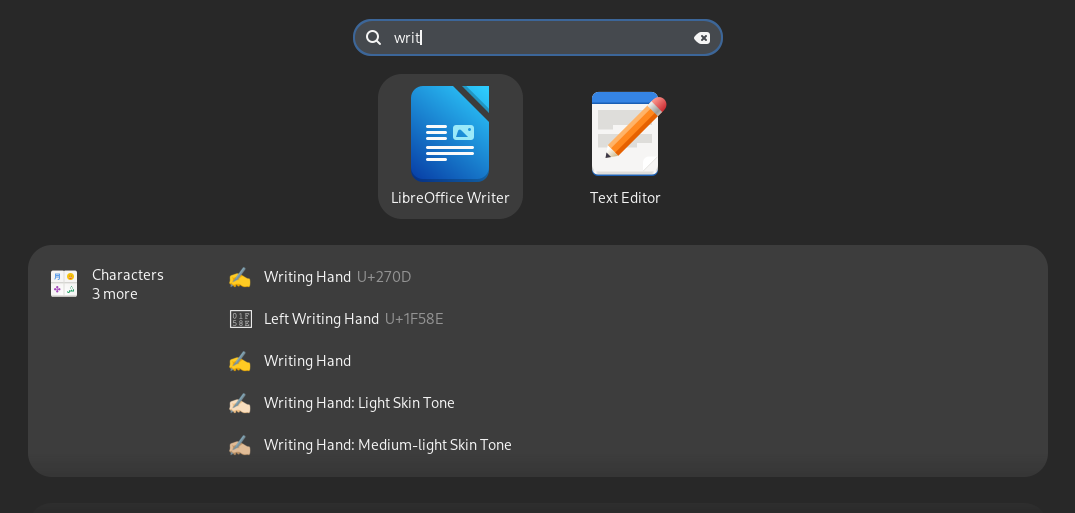 writ
LibreOffice Writer
Text Editor
Characters
3 more
Writing Hand U+270D
Left Writing Hand U+1F58E
Writing Hand
Writing Hand: Light Skin Tone
Writing Hand: Medium-light Skin Tone